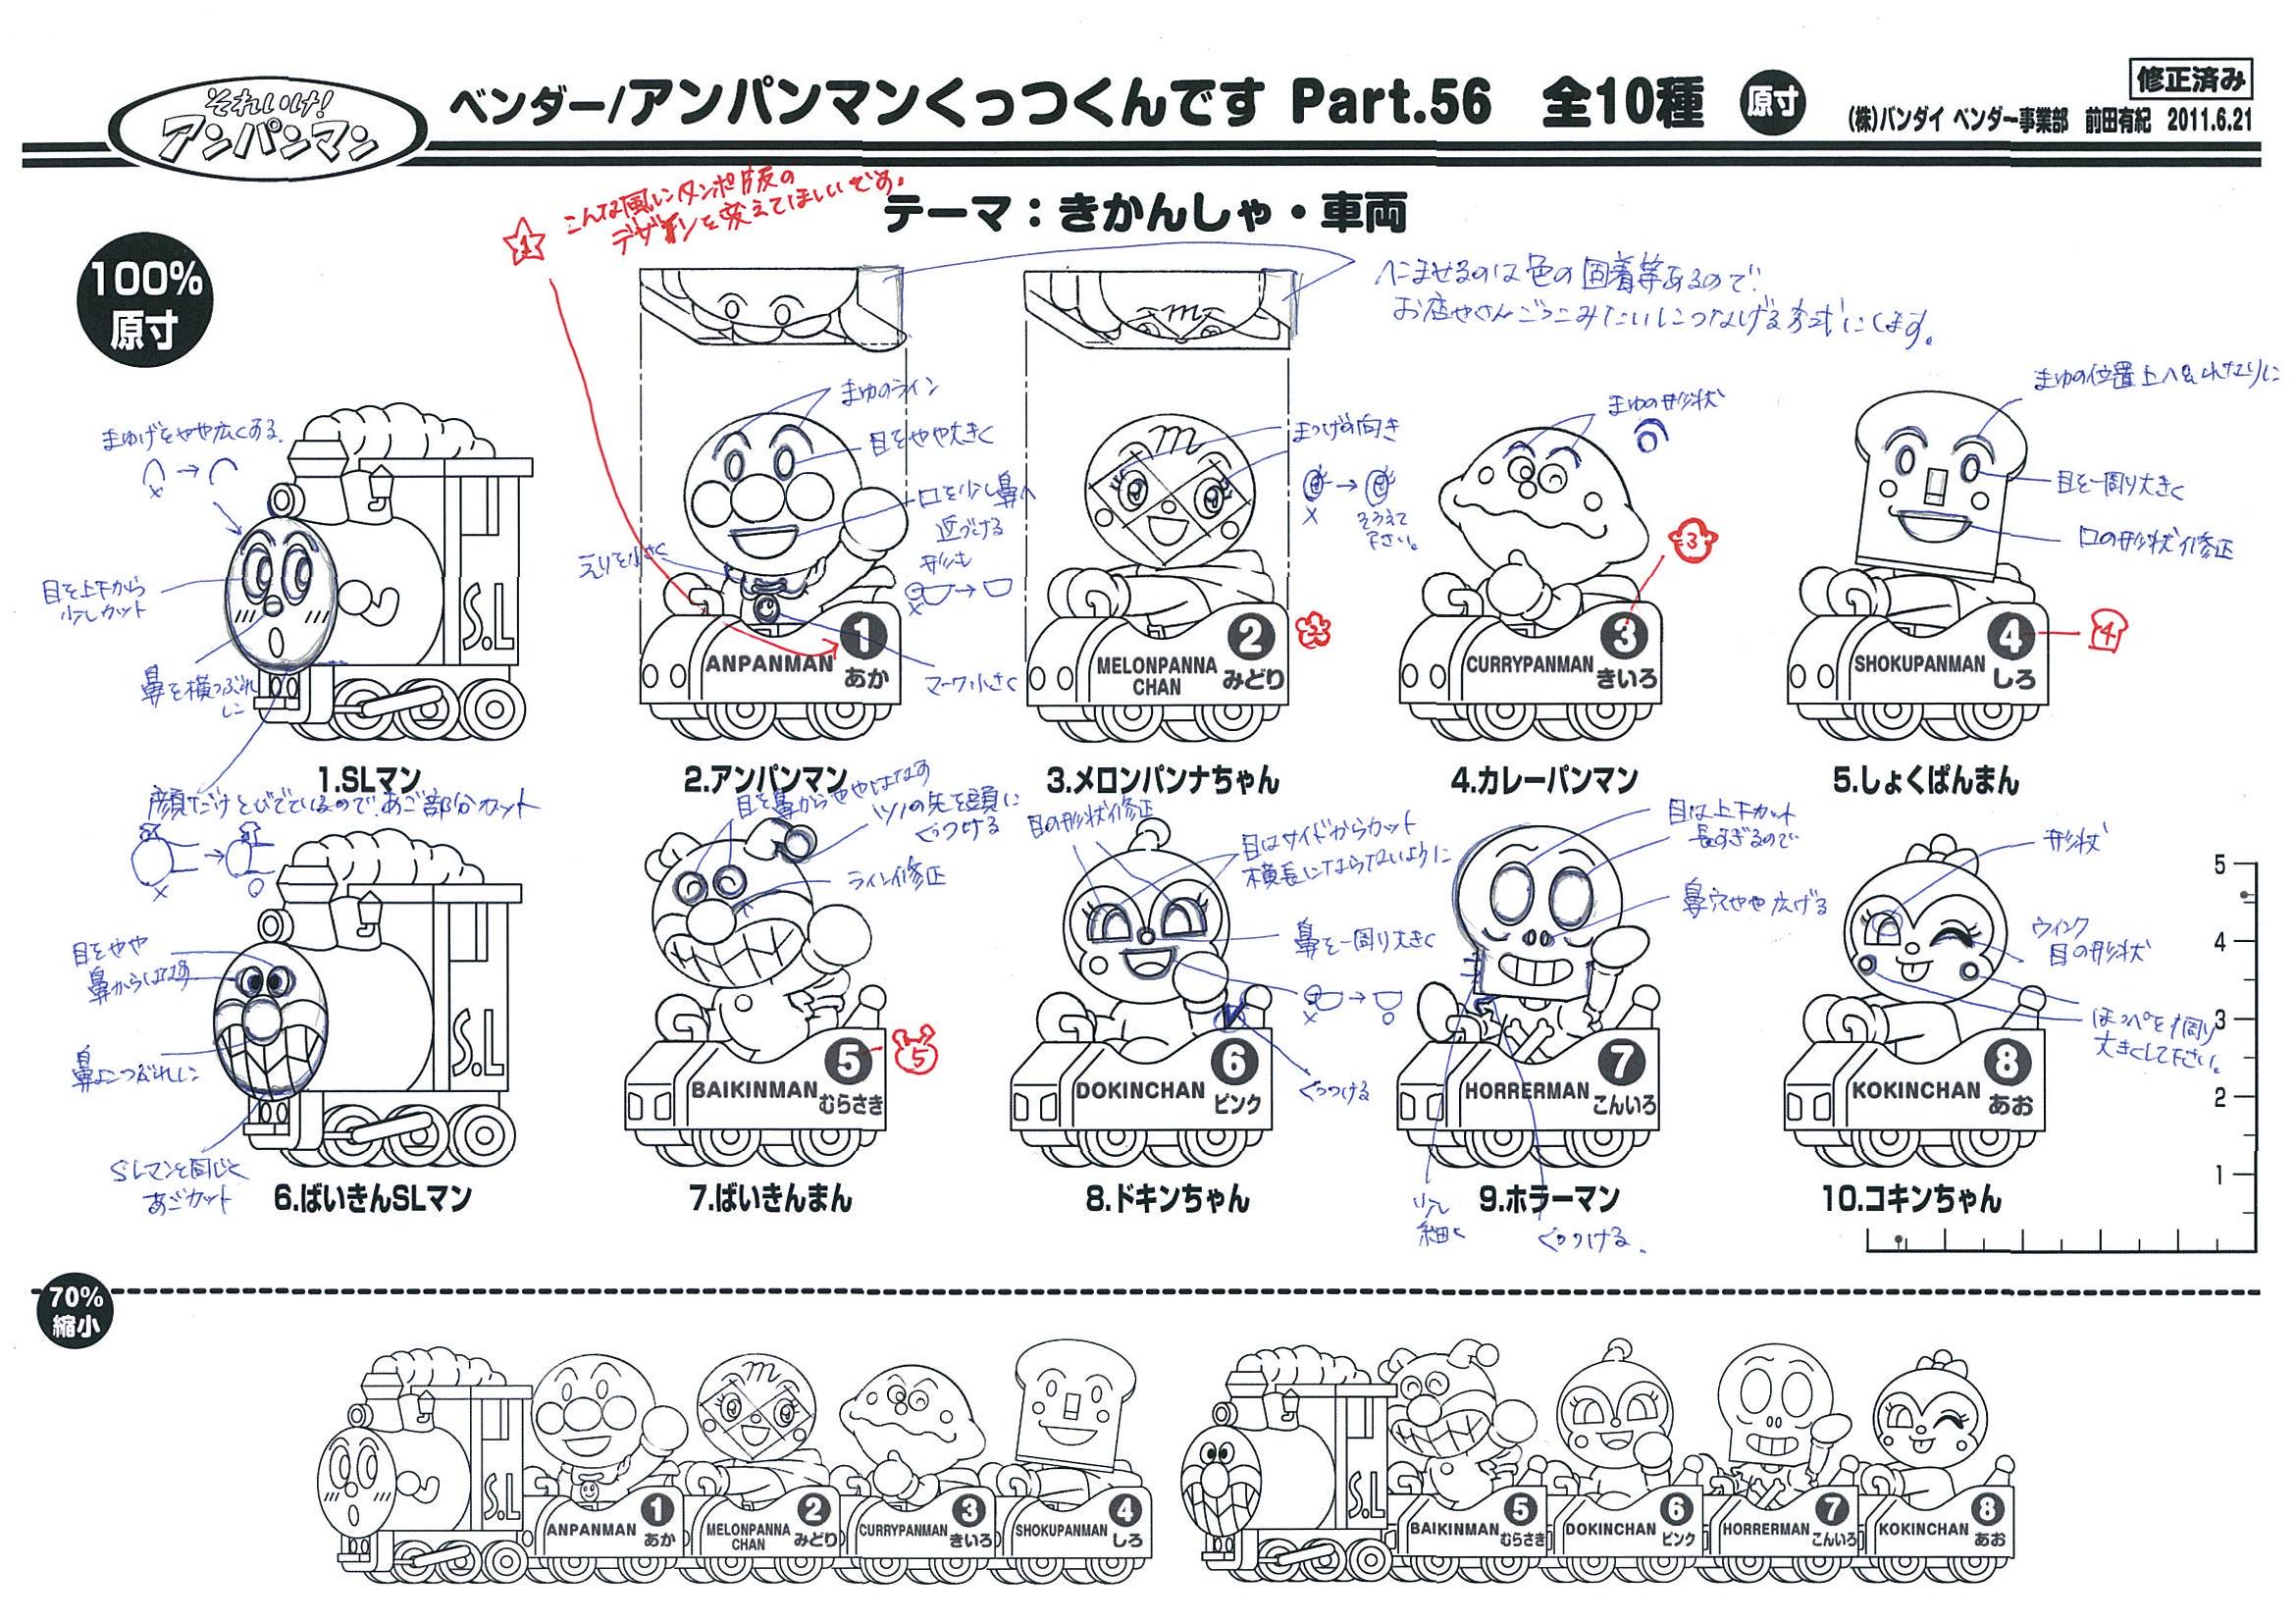 それいけ!
アンパンマン
ベンダー/アンパンマンくっつくんです Part.56 全10種 原寸
修正済み
(株)バンダイ ベンダー事業部 前田有紀 2011.6.21
こんな風にタンポ版の
デザインを変えてほしいです。
1
テーマ：きかんしゃ・車両
100%
原寸
お店やさんごっこみたいにつなげる方式にします。
まゆげをやや広くする。
目を上下から
少しカット
鼻を横つぶれ
に
S.L
顔だけとびでているので、あご部分カット
1.SLマン
まゆのライン
目をやや大きく
口を少し鼻へ
近づける
形も
えりを小さく
マーク小さく
ANPANMAN
1
あか
2.アンパンマン
まつげの向き
そろえて
下さい。
MELONPANNA
CHAN
2
みどり
2
3.メロンパンナちゃん
まゆの形状
3
CURRYPANMAN
3
きいろ
4.カレーパンマン
まゆの位置上へ
目を一周り大きく
口の形状修正
SHOKUPANMAN
4
しろ
4
5.しょくぱんまん
目をやや
鼻からはなす
鼻よこつぶれに
SLマンと同じく
あごカット
S.L
6.ばいきんSLマン
目を鼻からややはなす
ツノの先を頭に
くっつける
ライン修正
BAIKINMAN
5
むらさき
5
7.ばいきんまん
目の形状修正
目はサイドからカット
横長にならないように
鼻を一周り大きく
くっつける
DOKINCHAN
6
ピンク
8.ドキンちゃん
目は上下カット
長すぎるので
鼻穴やや広げる
少し
細く
くっつける。
HORRERMAN
7
こんいろ
9.ホラーマン
形状
ウィンク
目の形状
ほっぺを1周り
大きくして下さい。
KOKINCHAN
8
あお
10.コキンちゃん
5
4
3
2
1
70%
縮小
S.L
ANPANMAN
1
あか
MELONPANNA
CHAN
2
みどり
CURRYPANMAN
3
きいろ
SHOKUPANMAN
4
しろ
S.L
BAIKINMAN
5
むらさき
DOKINCHAN
6
ピンク
HORRERMAN
7
こんいろ
KOKINCHAN
8
あお